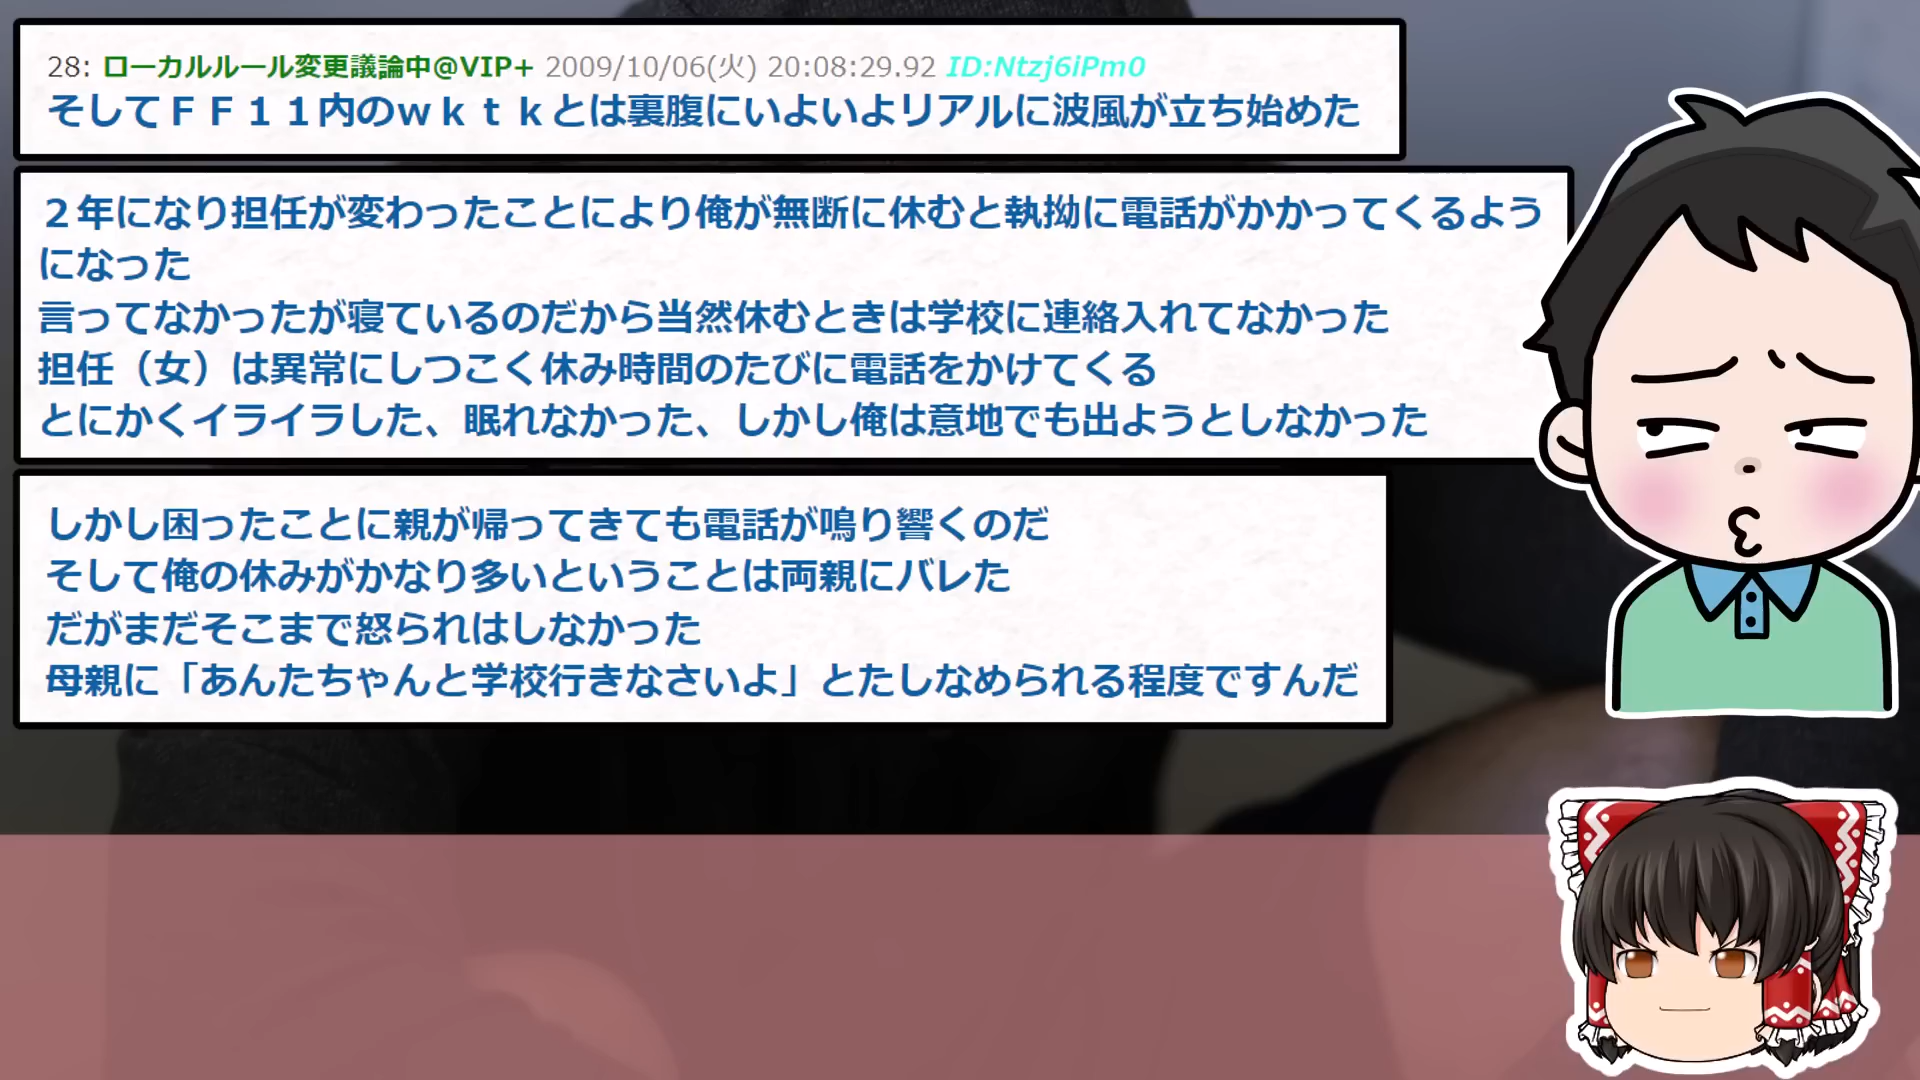 28: ローカルルール変更議論中@VIP+ 2009/10/06(火) 20:08:29.92 ID:Ntzj6iPm0
そしてＦＦ１１内のｗｋｔｋとは裏腹にいよいよリアルに波風が立ち始めた
２年になり担任が変わったことにより俺が無断に休むと執拗に電話がかかってくるよう
になった
言ってなかったが寝ているのだから当然休むときは学校に連絡入れてなかった
担任（女）は異常にしつこく休み時間のたびに電話をかけてくる
とにかくイライラした、眠れなかった、しかし俺は意地でも出ようとしなかった
しかし困ったことに親が帰ってきても電話が鳴り響くのだ
そして俺の休みがかなり多いということは両親にバレた
だがまだそこまで怒られはしなかった
母親に「あんたちゃんと学校行きなさいよ」とたしなめられる程度ですんだ